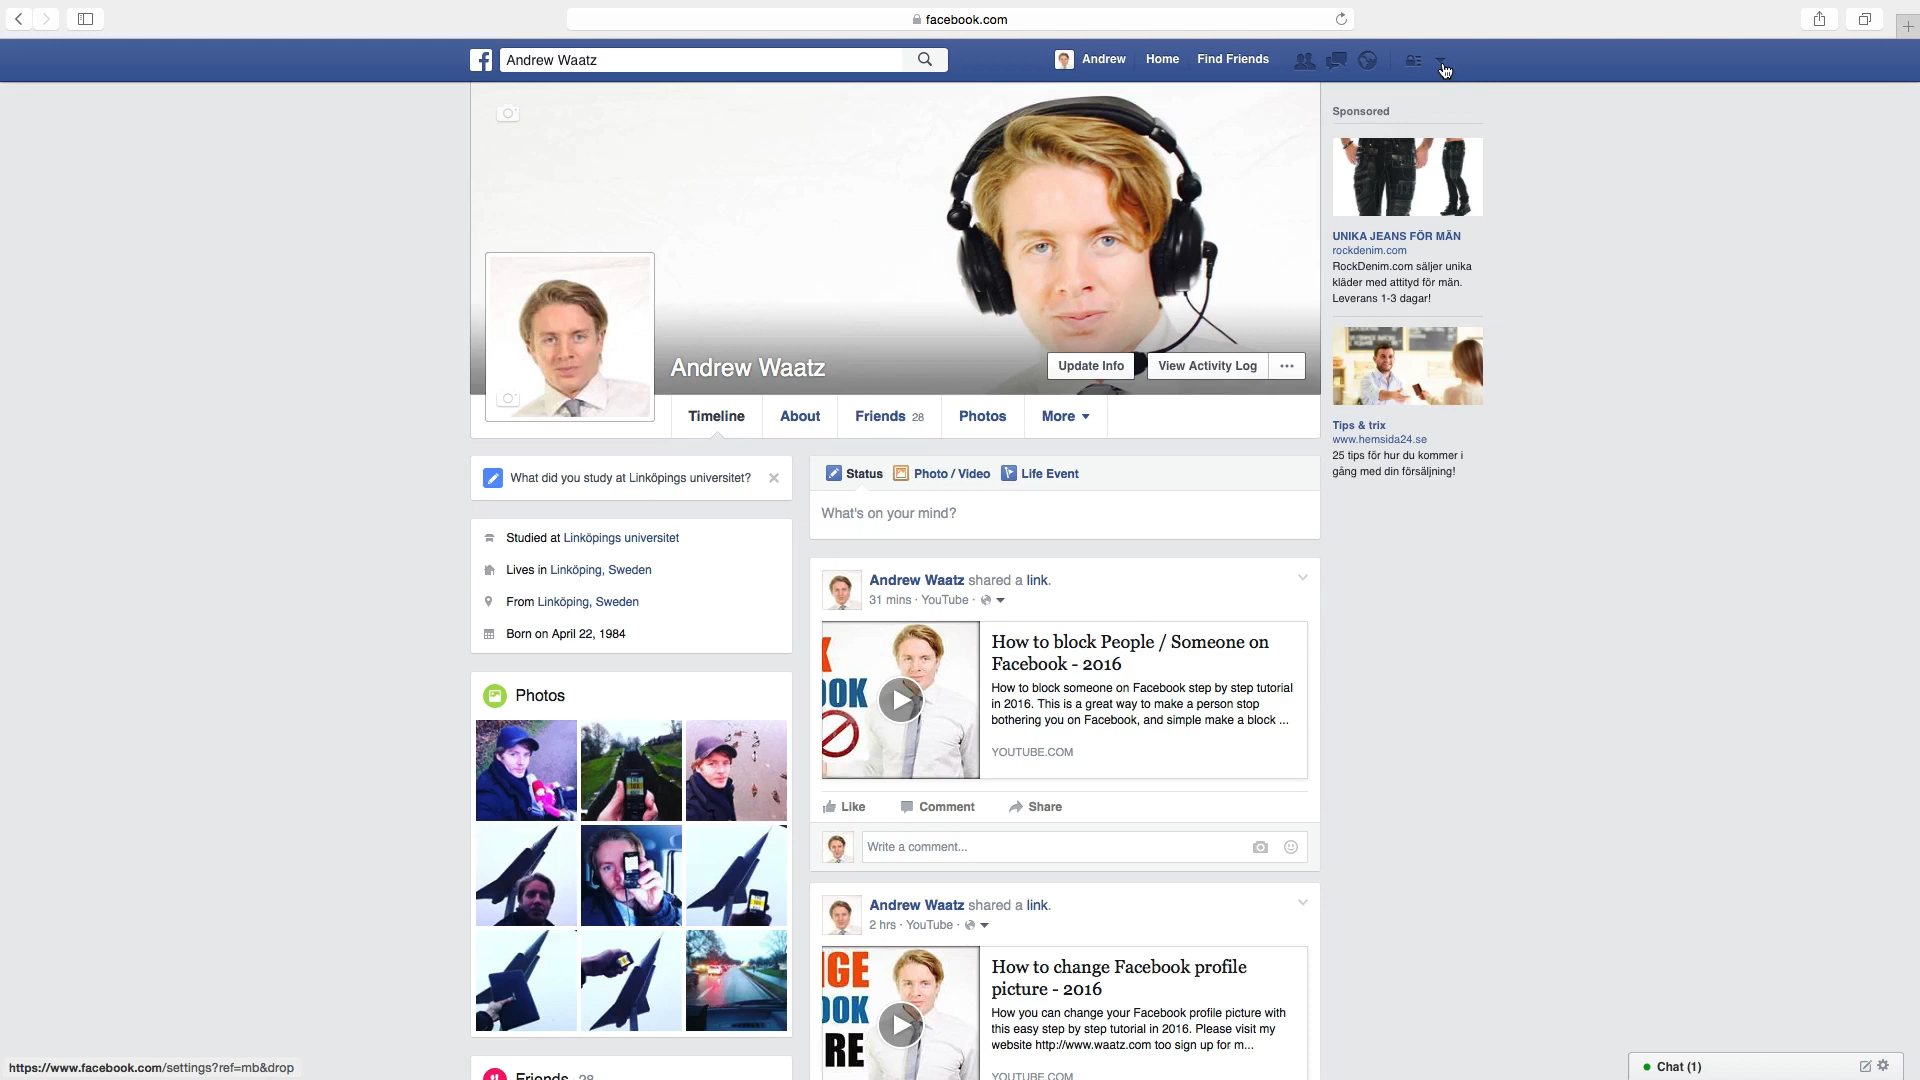 facebook.com
Andrew Waatz
Andrew
Home
Find Friends
Andrew Waatz
Update Info
View Activity Log
Timeline
About
Friends 28
Photos
More
Sponsored
UNIKA JEANS FÖR MÄN
rockdenim.com
RockDenim.com säljer unika
kläder med attityd för män.
Leverans 1-3 dagar!
Tips & trix
www.hemsida24.se
25 tips för hur du kommer i
gång med din försäljning!
What did you study at Linköpings universitet?
Studied at Linköpings universitet
Lives in Linköping, Sweden
From Linköping, Sweden
Born on April 22, 1984
Photos
Friends 28
Status
Photo / Video
Life Event
What's on your mind?
Andrew Waatz shared a link.
31 mins · YouTube ·
K
OOK
How to block People / Someone on
Facebook - 2016
How to block someone on Facebook step by step tutorial
in 2016. This is a great way to make a person stop
bothering you on Facebook, and simple make a block ...
YOUTUBE.COM
Like
Comment
Share
Write a comment...
Andrew Waatz shared a link.
2 hrs · YouTube ·
NGE
OOK
RE
How to change Facebook profile
picture - 2016
How you can change your Facebook profile picture with
this easy step by step tutorial in 2016. Please visit my
website http://www.waatz.com too sign up for m...
YOUTUBE.COM
https://www.facebook.com/settings?ref=mb&drop
Chat (1)